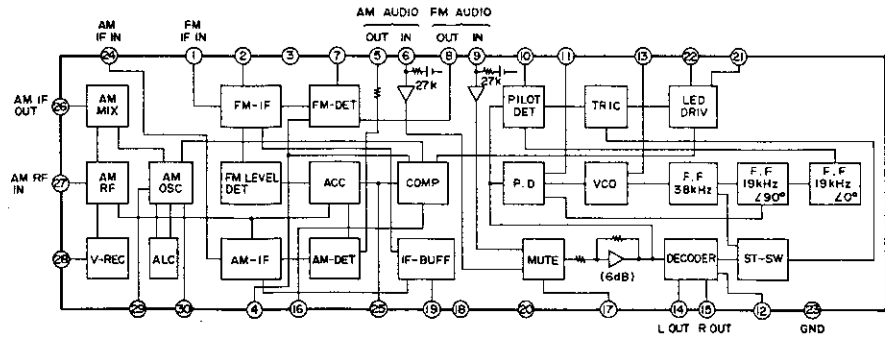 AM AUDIO FM AUDIO
AM IF IN FM IF IN OUT IN OUT IN
24 1 2 3 7 5 6 8 9 10 11 13 22 21
27k 27k
AM IF OUT 26 AM MIX FM-IF FM-DET PILOT DET TRIG LED DRIV
AM RF IN 27 AM RF AM OSC FM LEVEL DET ACC COMP P.D VCO F.F 38kHz F.F 19kHz ∠90° F.F 19kHz ∠0°
28 V-REC ALC AM-IF AM-DET IF-BUFF MUTE (6dB) DECODER ST-SW
29 30 4 16 25 19 18 20 17 14 15 12 23
L OUT R OUT GND